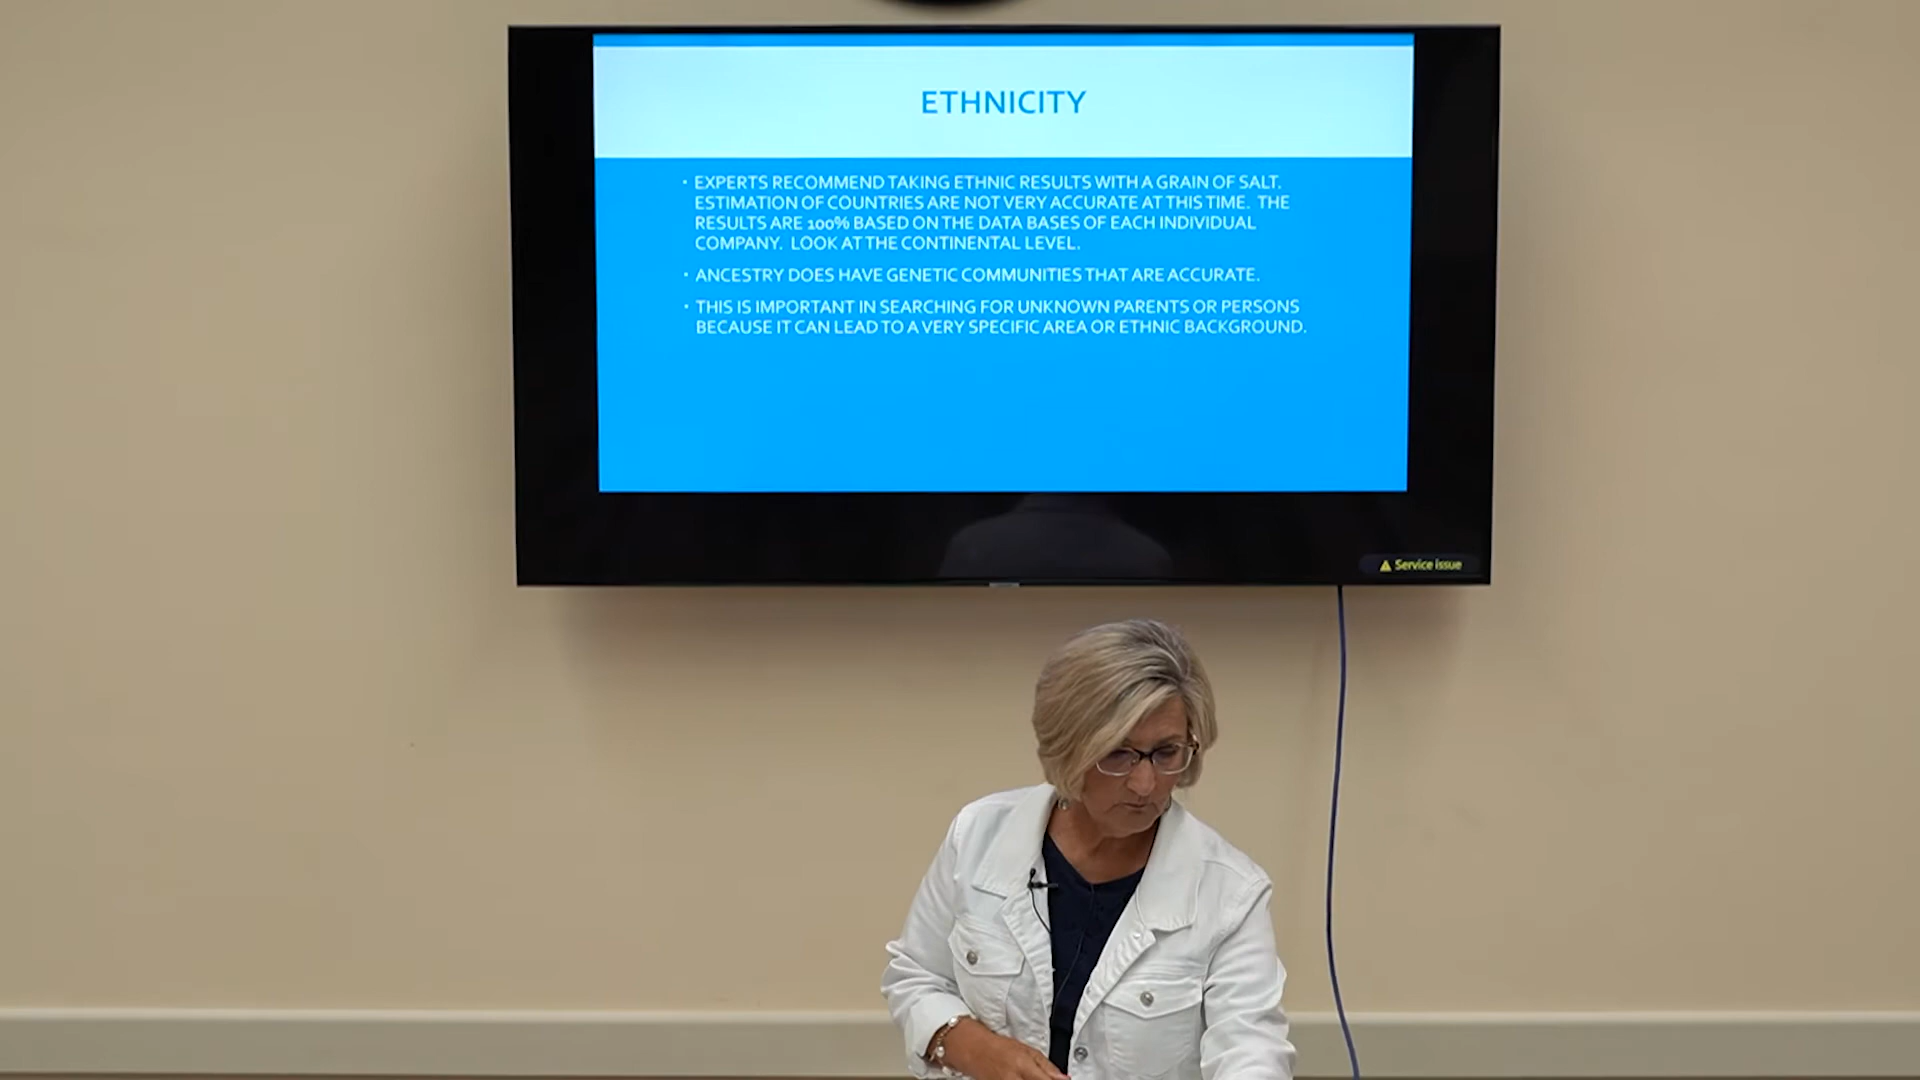 ETHNICITY
· EXPERTS RECOMMEND TAKING ETHNIC RESULTS WITH A GRAIN OF SALT.
ESTIMATION OF COUNTRIES ARE NOT VERY ACCURATE AT THIS TIME. THE
RESULTS ARE 100% BASED ON THE DATA BASES OF EACH INDIVIDUAL
COMPANY. LOOK AT THE CONTINENTAL LEVEL.
· ANCESTRY DOES HAVE GENETIC COMMUNITIES THAT ARE ACCURATE.
· THIS IS IMPORTANT IN SEARCHING FOR UNKNOWN PARENTS OR PERSONS
BECAUSE IT CAN LEAD TO A VERY SPECIFIC AREA OR ETHNIC BACKGROUND.
Service issue